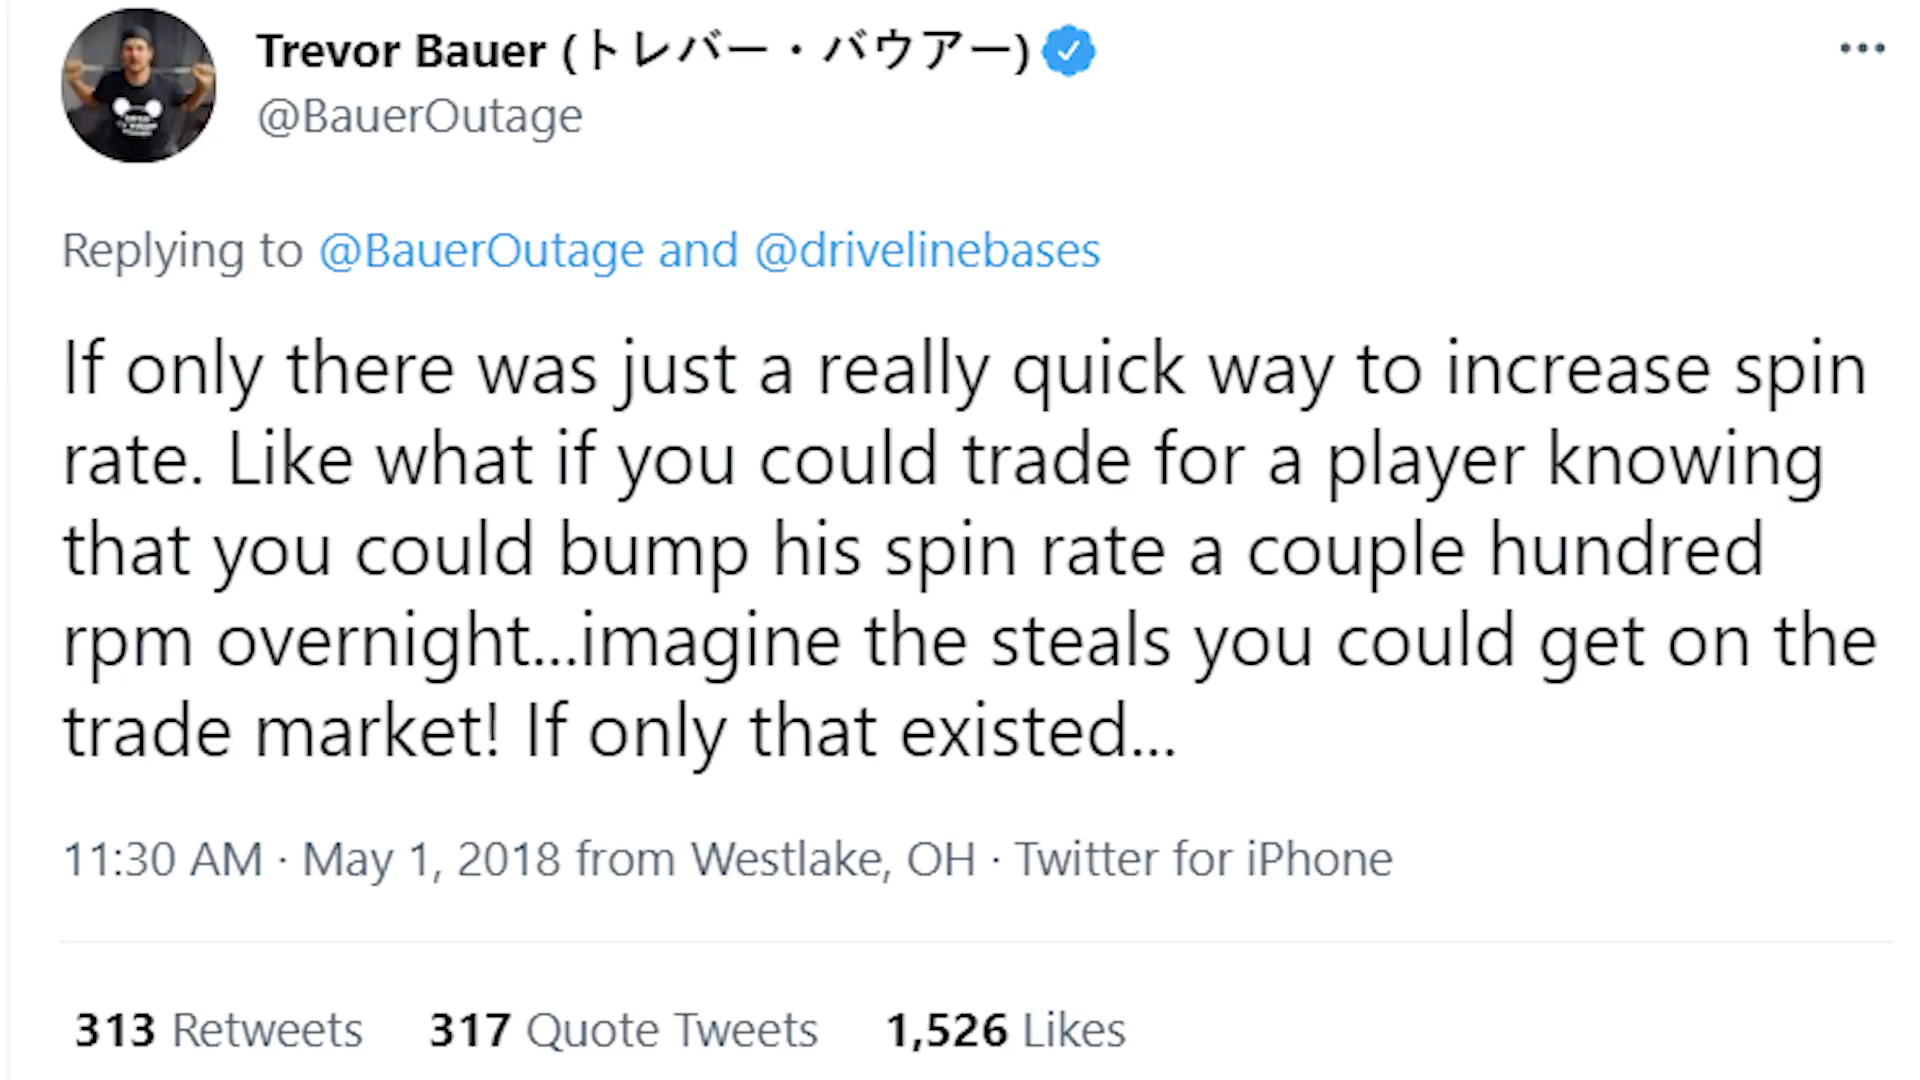 Trevor Bauer (トレバー・バウアー)
@BauerOutage
Replying to @BauerOutage and @drivelinebases
If only there was just a really quick way to increase spin
rate. Like what if you could trade for a player knowing
that you could bump his spin rate a couple hundred
rpm overnight...imagine the steals you could get on the
trade market! If only that existed...
11:30 AM · May 1, 2018 from Westlake, OH · Twitter for iPhone
313 Retweets 317 Quote Tweets 1,526 Likes